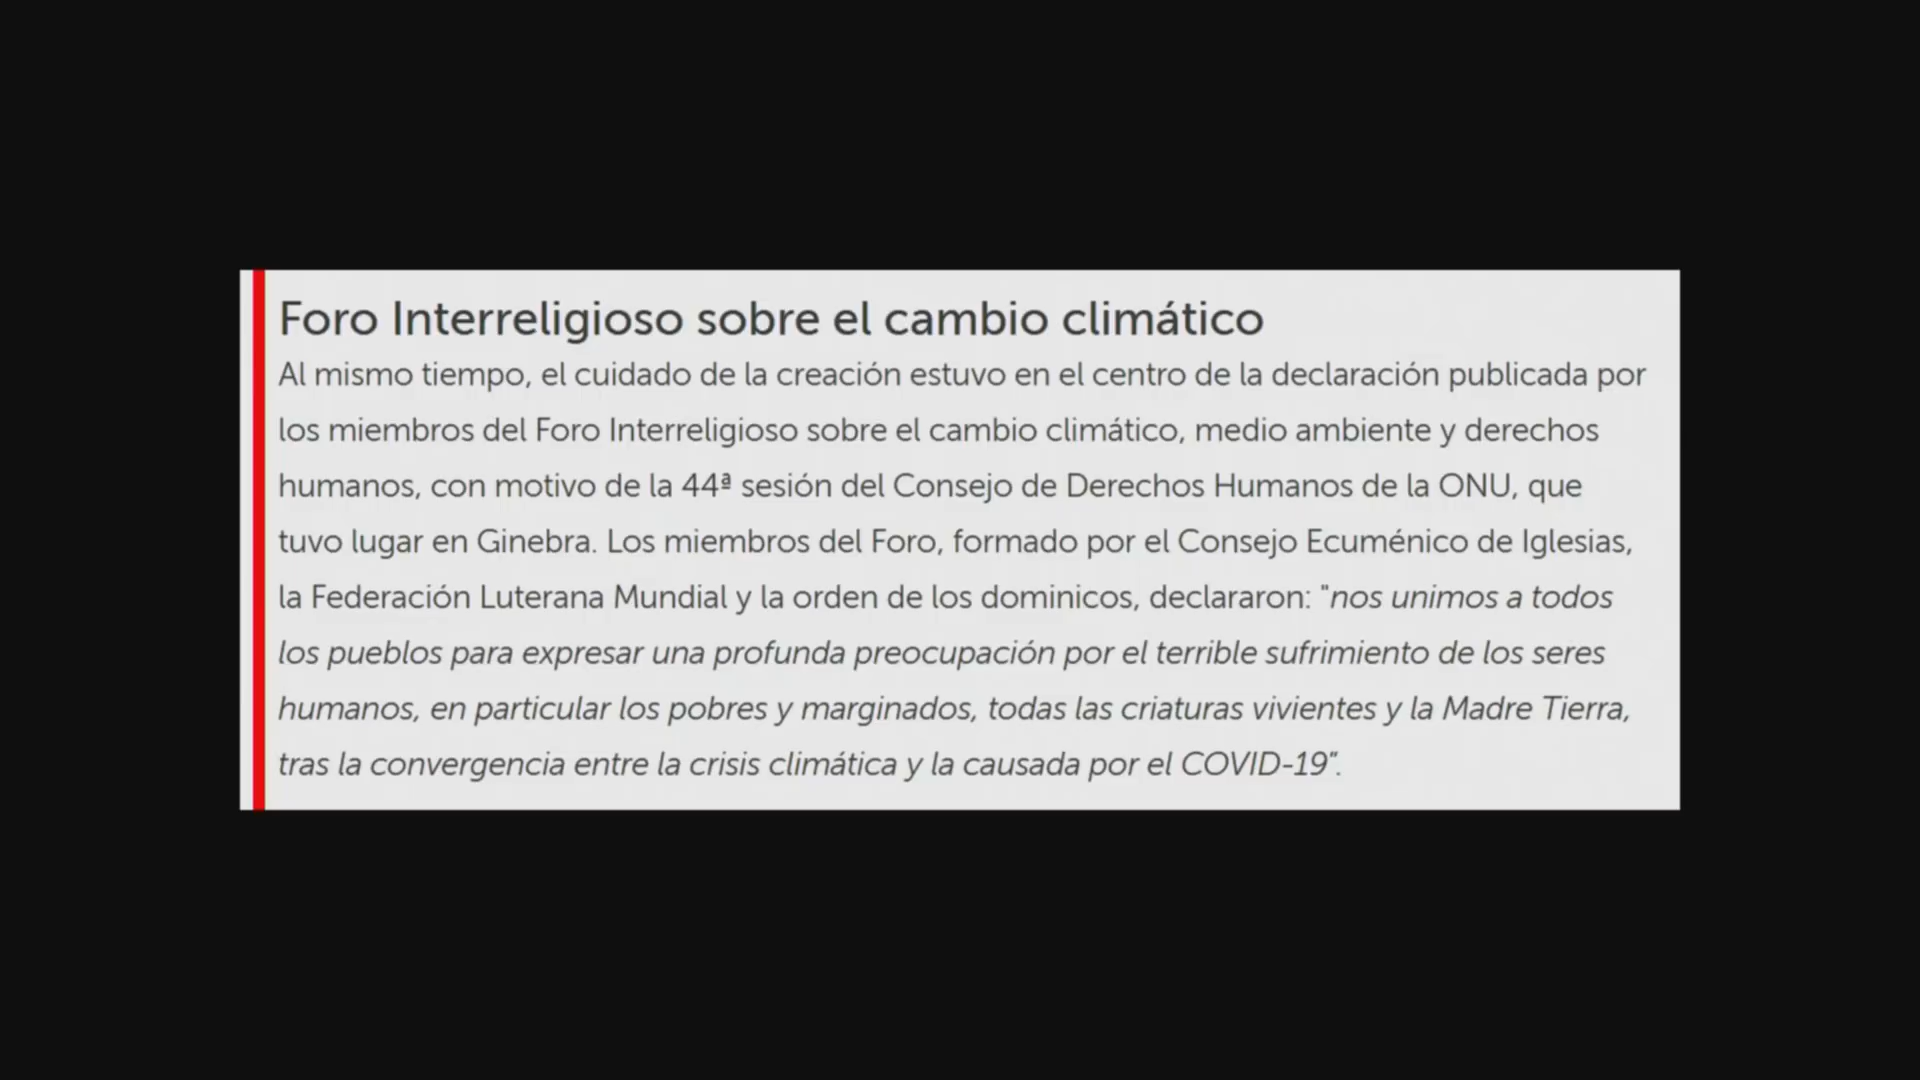 Foro Interreligioso sobre el cambio climático
Al mismo tiempo, el cuidado de la creación estuvo en el centro de la declaración publicada por
los miembros del Foro Interreligioso sobre el cambio climático, medio ambiente y derechos
humanos, con motivo de la 44ª sesión del Consejo de Derechos Humanos de la ONU, que
tuvo lugar en Ginebra. Los miembros del Foro, formado por el Consejo Ecuménico de Iglesias,
la Federación Luterana Mundial y la orden de los dominicos, declararon: "nos unimos a todos
los pueblos para expresar una profunda preocupación por el terrible sufrimiento de los seres
humanos, en particular los pobres y marginados, todas las criaturas vivientes y la Madre Tierra,
tras la convergencia entre la crisis climática y la causada por el COVID-19".